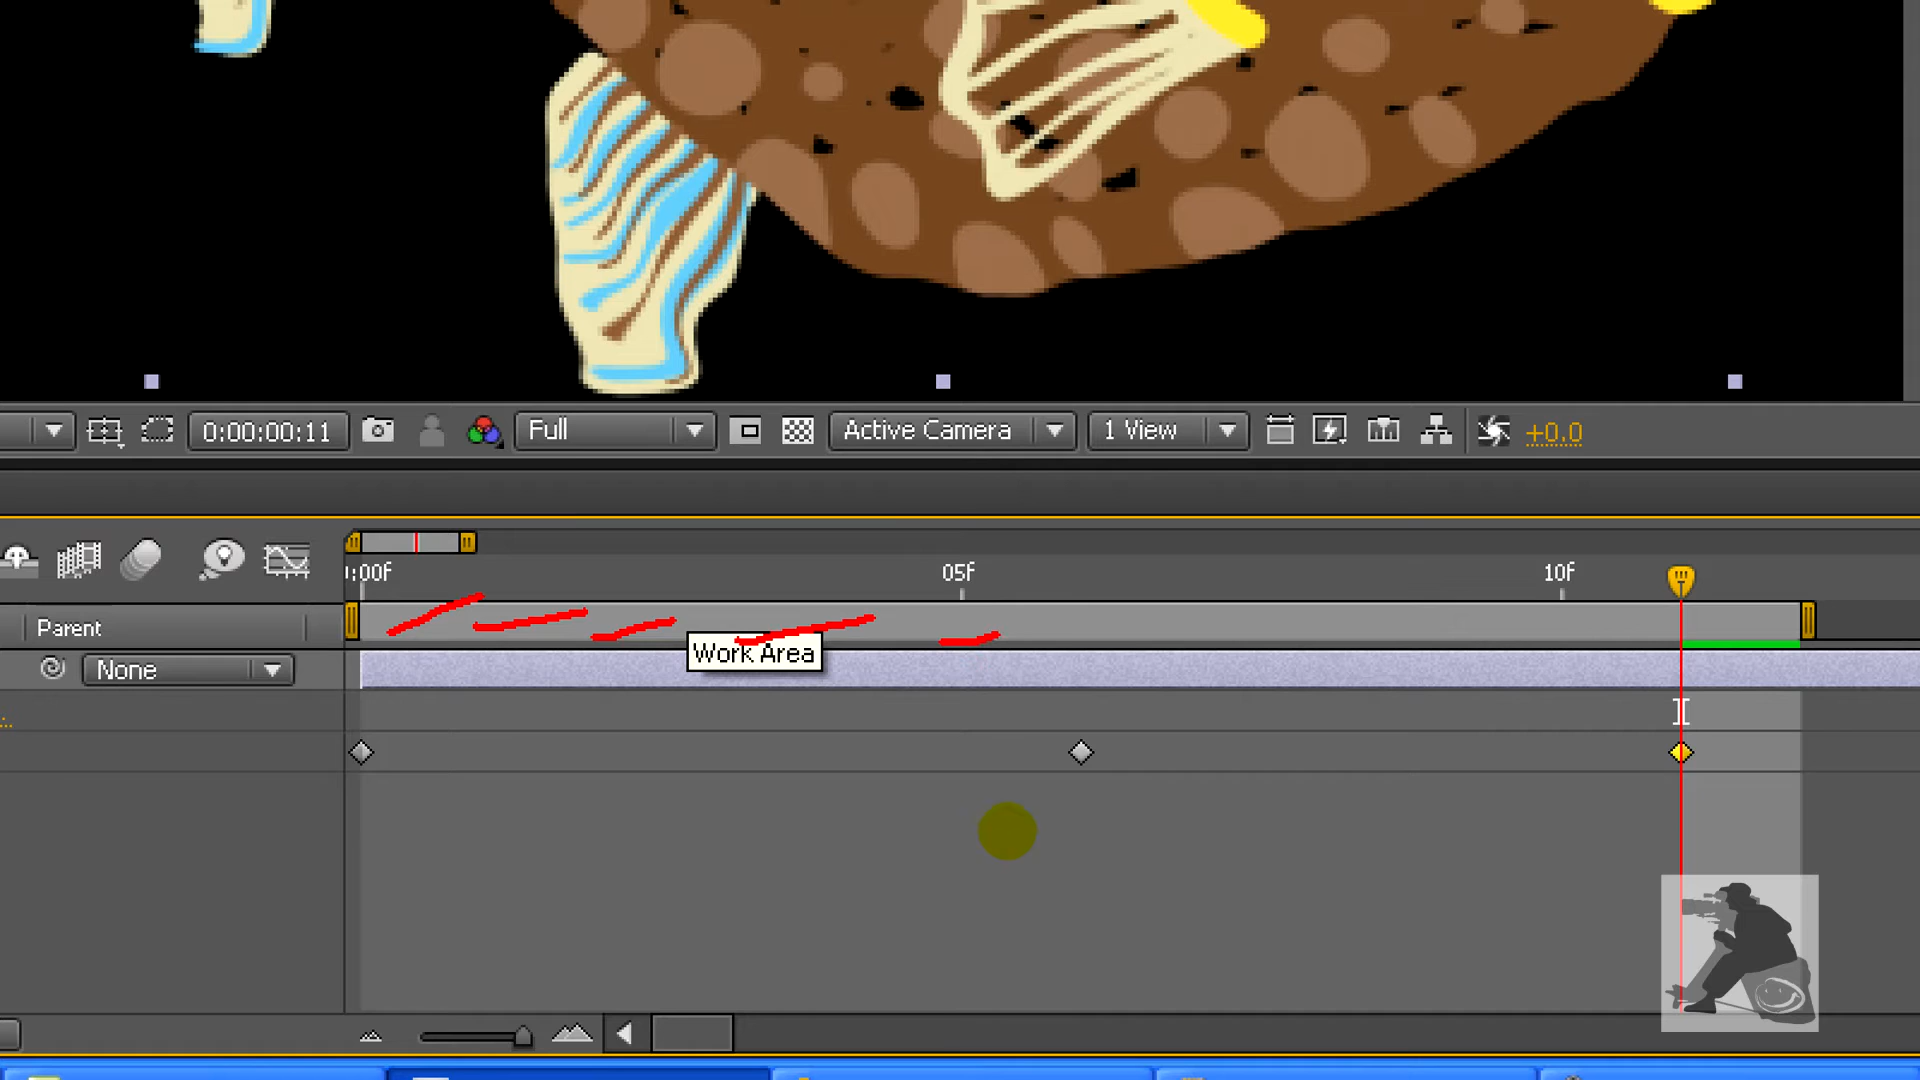 0:00:00:11
Full
Active Camera
1 View
+0.0
):00f
05f
10f
Parent
Work Area
None